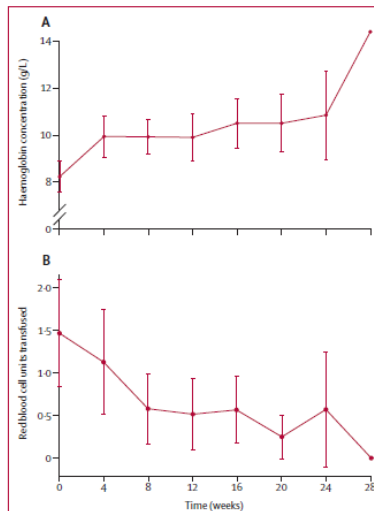 A
Haemoglobin concentration (g/L)
14
12
10
8
0
B
Red blood cell units transfused
2·0
1·5
1·0
0·5
0
0 4 8 12 16 20 24 28
Time (weeks)